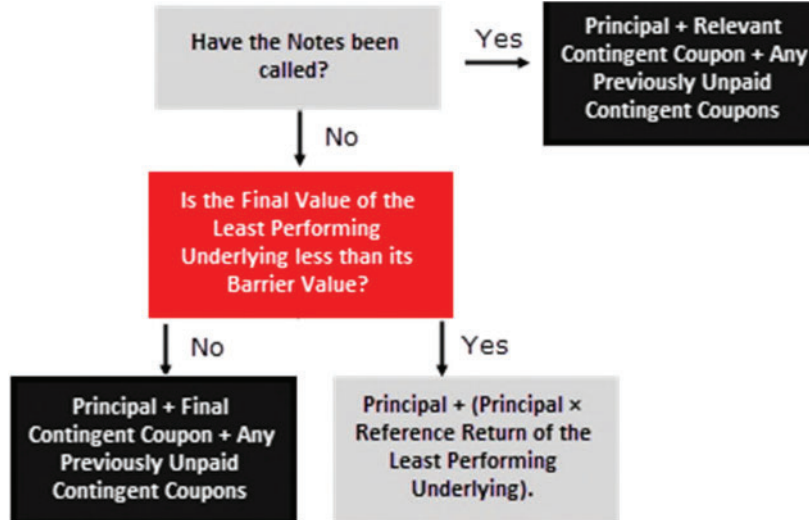 Have the Notes been
called?
Yes
Principal + Relevant
Contingent Coupon + Any
Previously Unpaid
Contingent Coupons
No
Is the Final Value of the
Least Performing
Underlying less than its
Barrier Value?
No
Yes
Principal + Final
Contingent Coupon + Any
Previously Unpaid
Contingent Coupons
Principal + (Principal ×
Reference Return of the
Least Performing
Underlying).